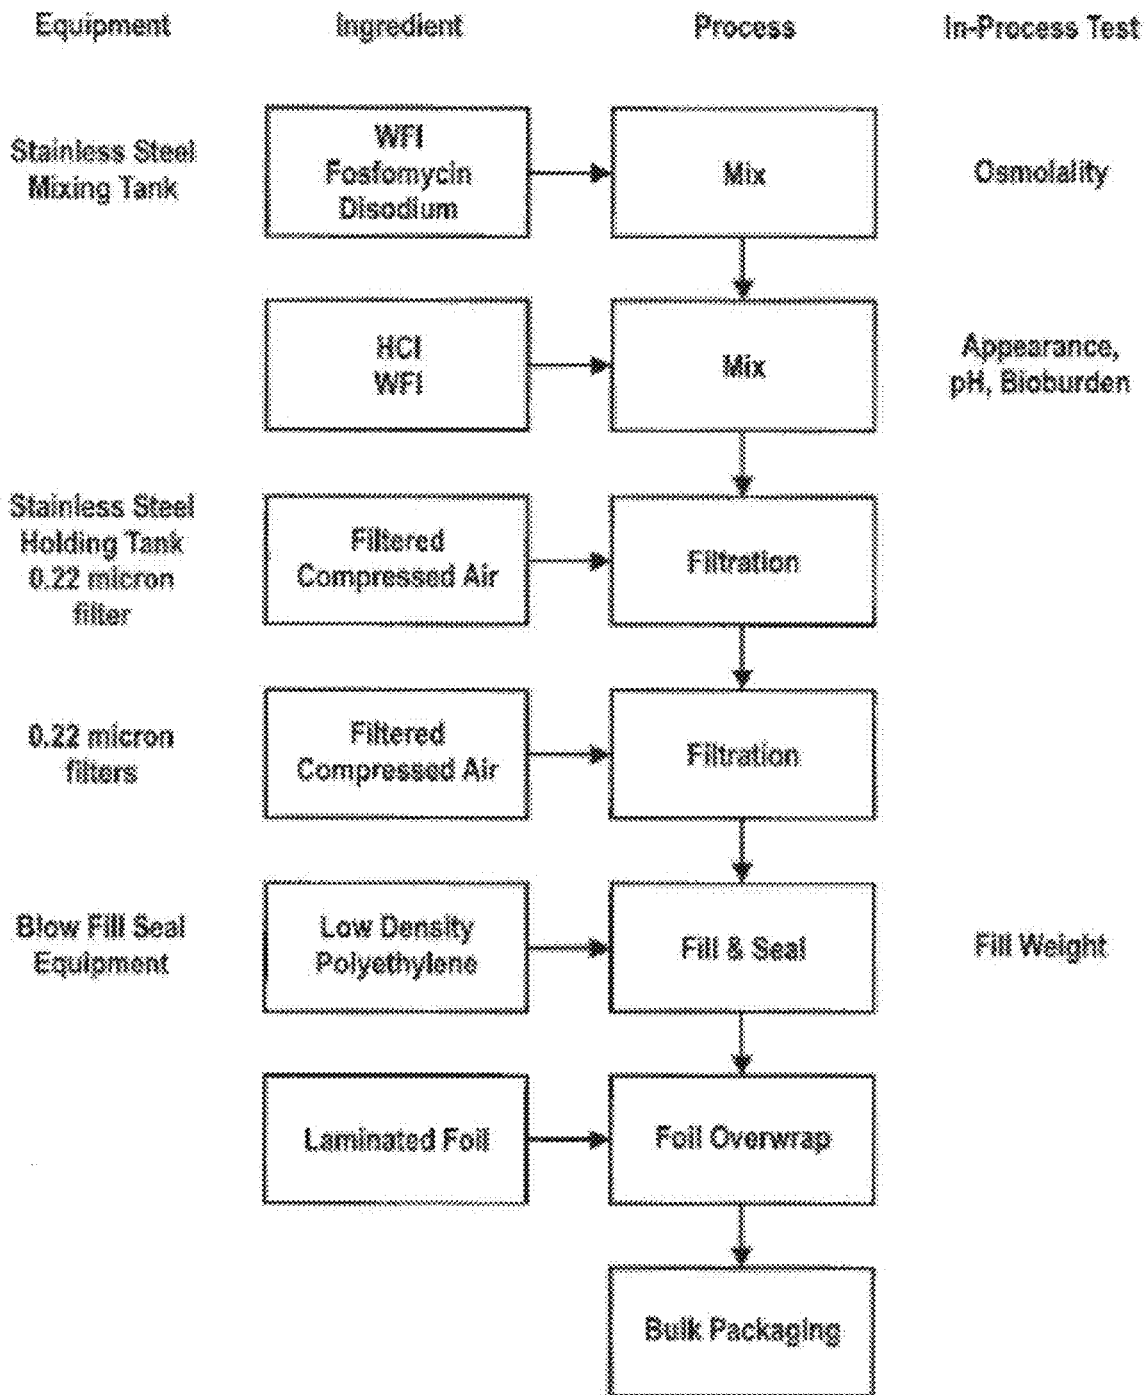 Equipment
Ingredient
Process
In-Process Test
Stainless Steel
Mixing Tank
WFI
Fosfomycin
Disodium
Mix
Osmolality
HCl
WFI
Mix
Appearance,
pH, Bioburden
Stainless Steel
Holding Tank
0.22 micron
filter
Filtered
Compressed Air
Filtration
0.22 micron
filters
Filtered
Compressed Air
Filtration
Blow Fill Seal
Equipment
Low Density
Polyethylene
Fill & Seal
Fill Weight
Laminated Foil
Foil Overwrap
Bulk Packaging